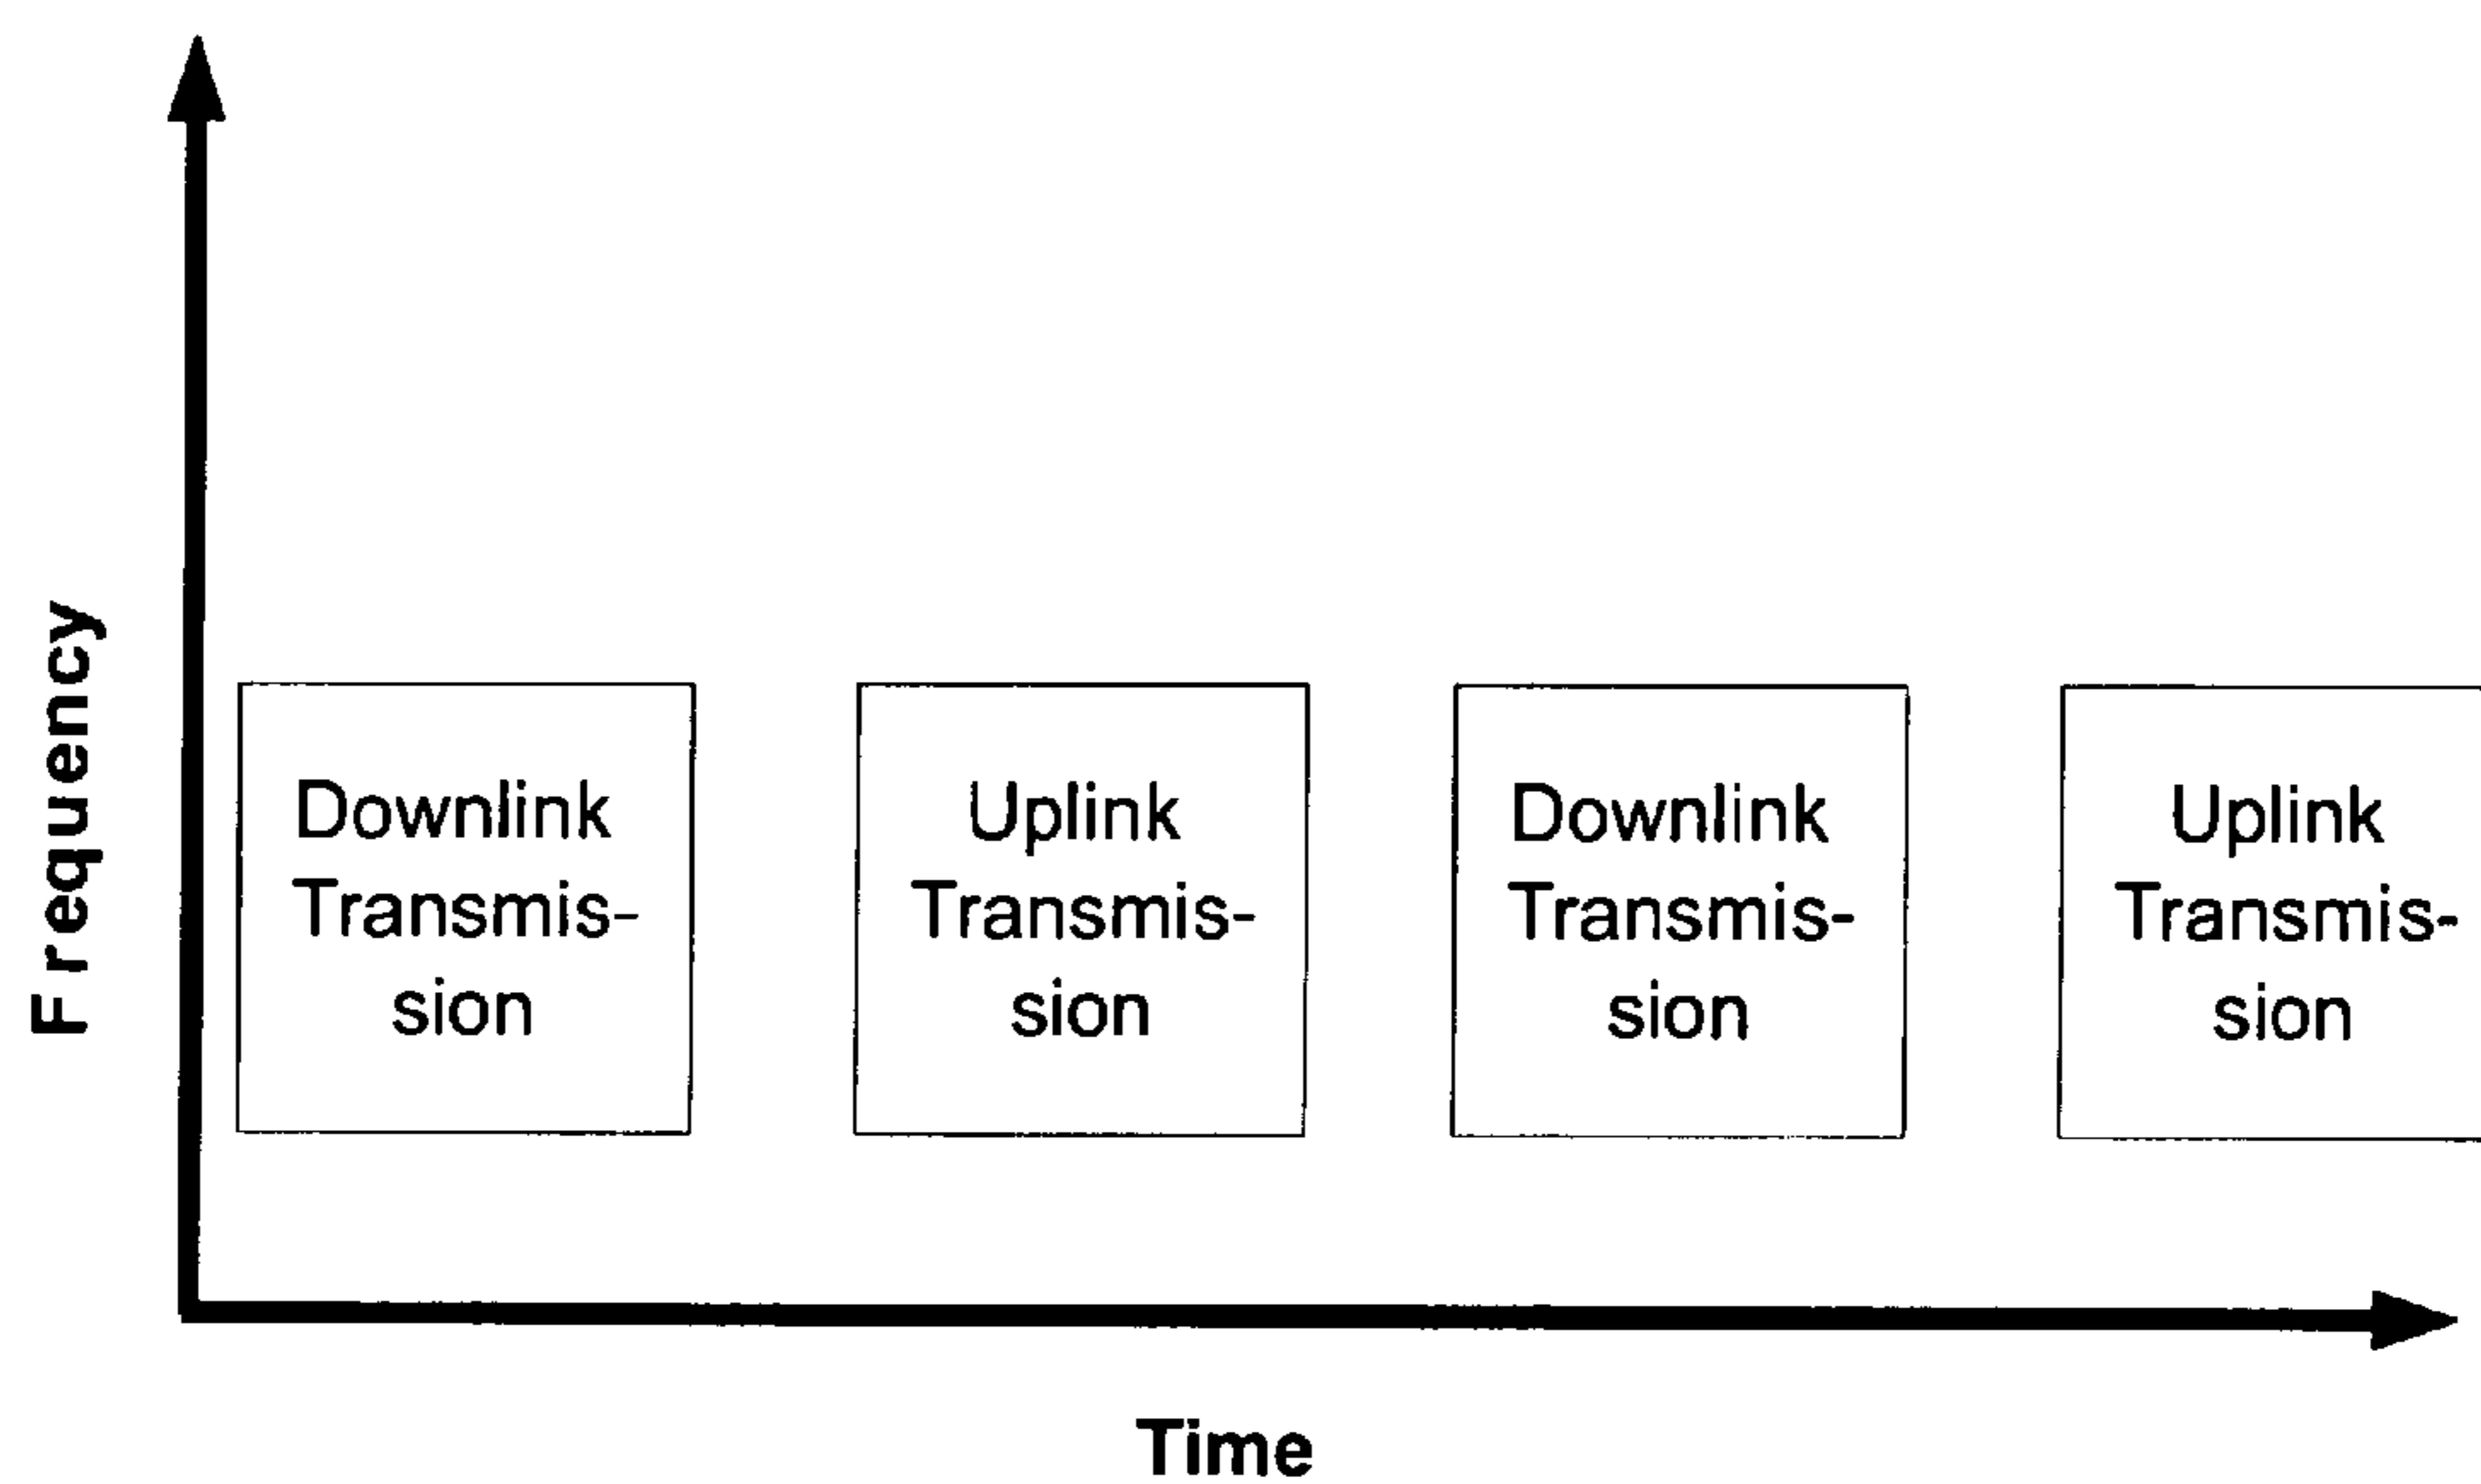 Frequency
Downlink
Transmis-
sion
Uplink
Transmis-
sion
Downlink
Transmis-
sion
Uplink
Transmis-
sion
Time